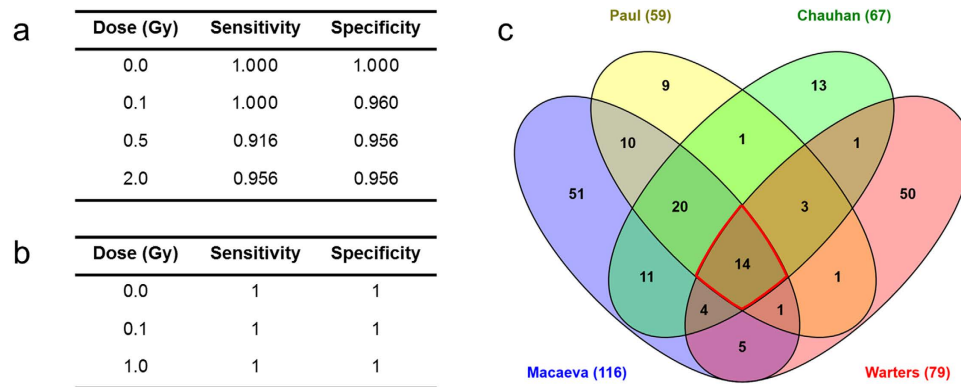 a
Dose (Gy) Sensitivity Specificity
0.0 1.000 1.000
0.1 1.000 0.960
0.5 0.916 0.956
2.0 0.956 0.956
b
Dose (Gy) Sensitivity Specificity
0.0 1 1
0.1 1 1
1.0 1 1
c
Paul (59) Chauhan (67)
9 13
10 1 1
51 20 3 50
14
11 1
4 1
5
Macaeva (116) Warters (79)